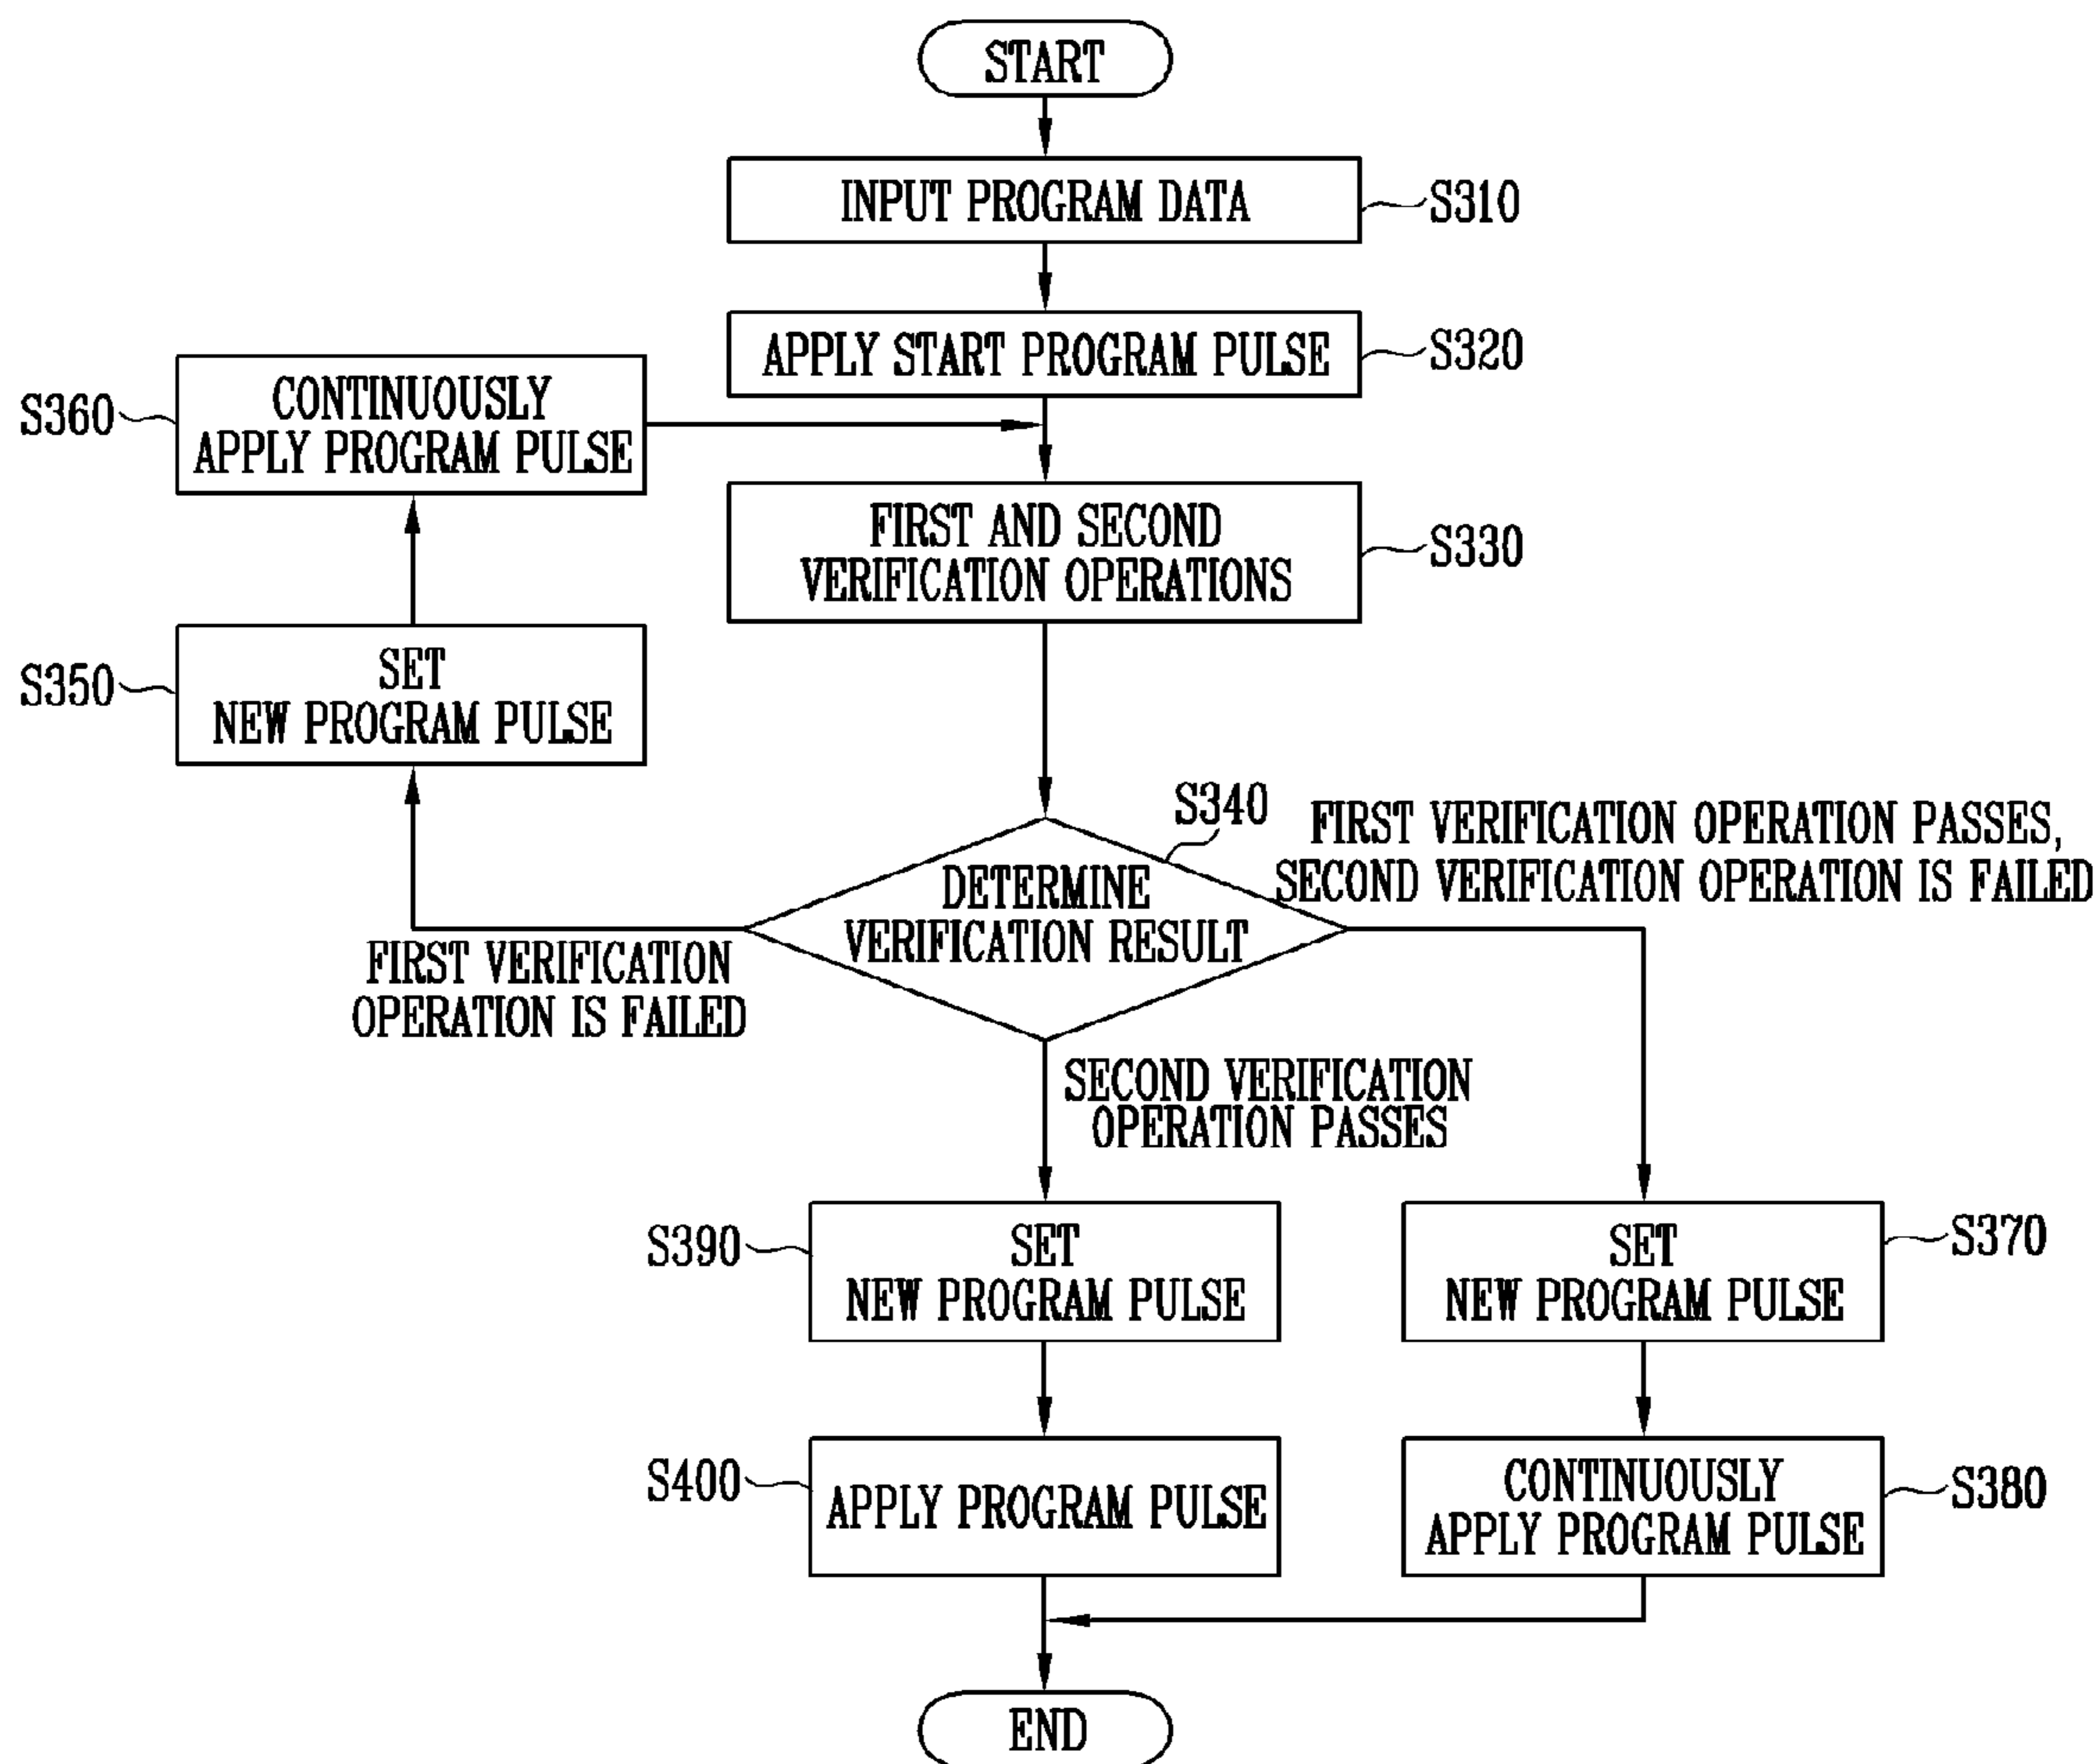 START
INPUT PROGRAM DATA
S310
APPLY START PROGRAM PULSE
S320
S360
CONTINUOUSLY
APPLY PROGRAM PULSE
FIRST AND SECOND
VERIFICATION OPERATIONS
S330
S350
SET
NEW PROGRAM PULSE
S340
DETERMINE
VERIFICATION RESULT
FIRST VERIFICATION OPERATION PASSES,
SECOND VERIFICATION OPERATION IS FAILED
FIRST VERIFICATION
OPERATION IS FAILED
SECOND VERIFICATION
OPERATION PASSES
S390
SET
NEW PROGRAM PULSE
SET
NEW PROGRAM PULSE
S370
S400
APPLY PROGRAM PULSE
CONTINUOUSLY
APPLY PROGRAM PULSE
S380
END